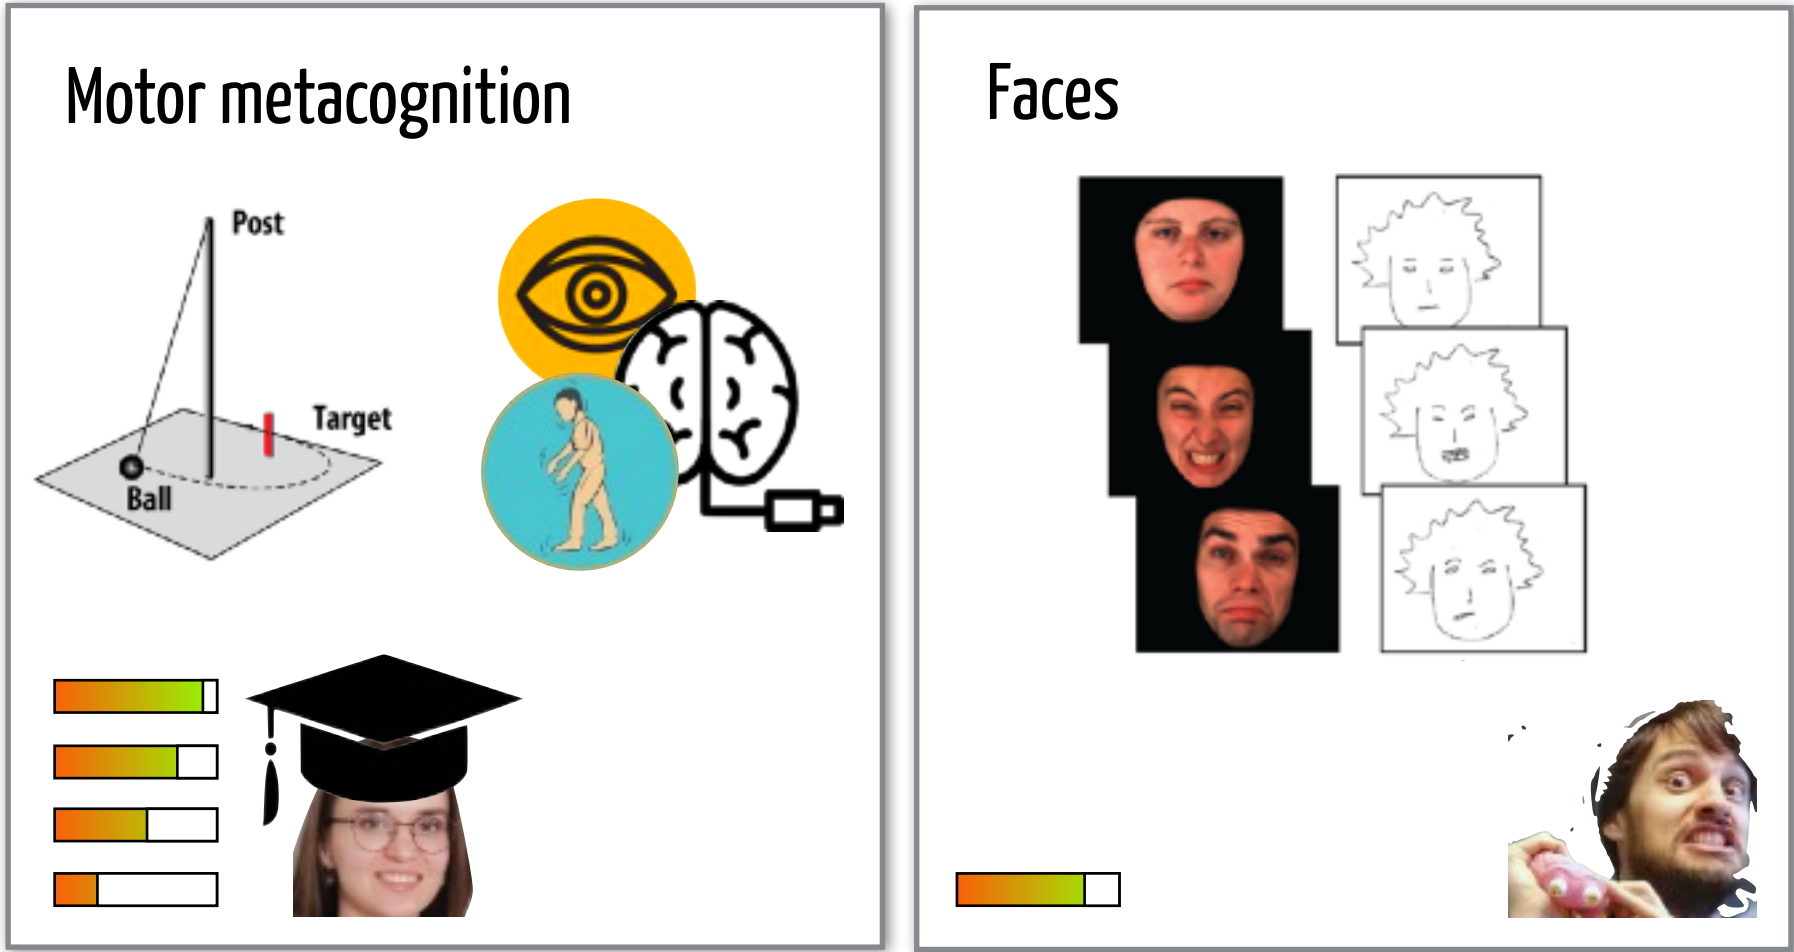 Motor metacognition
Post
Target
Ball
Faces